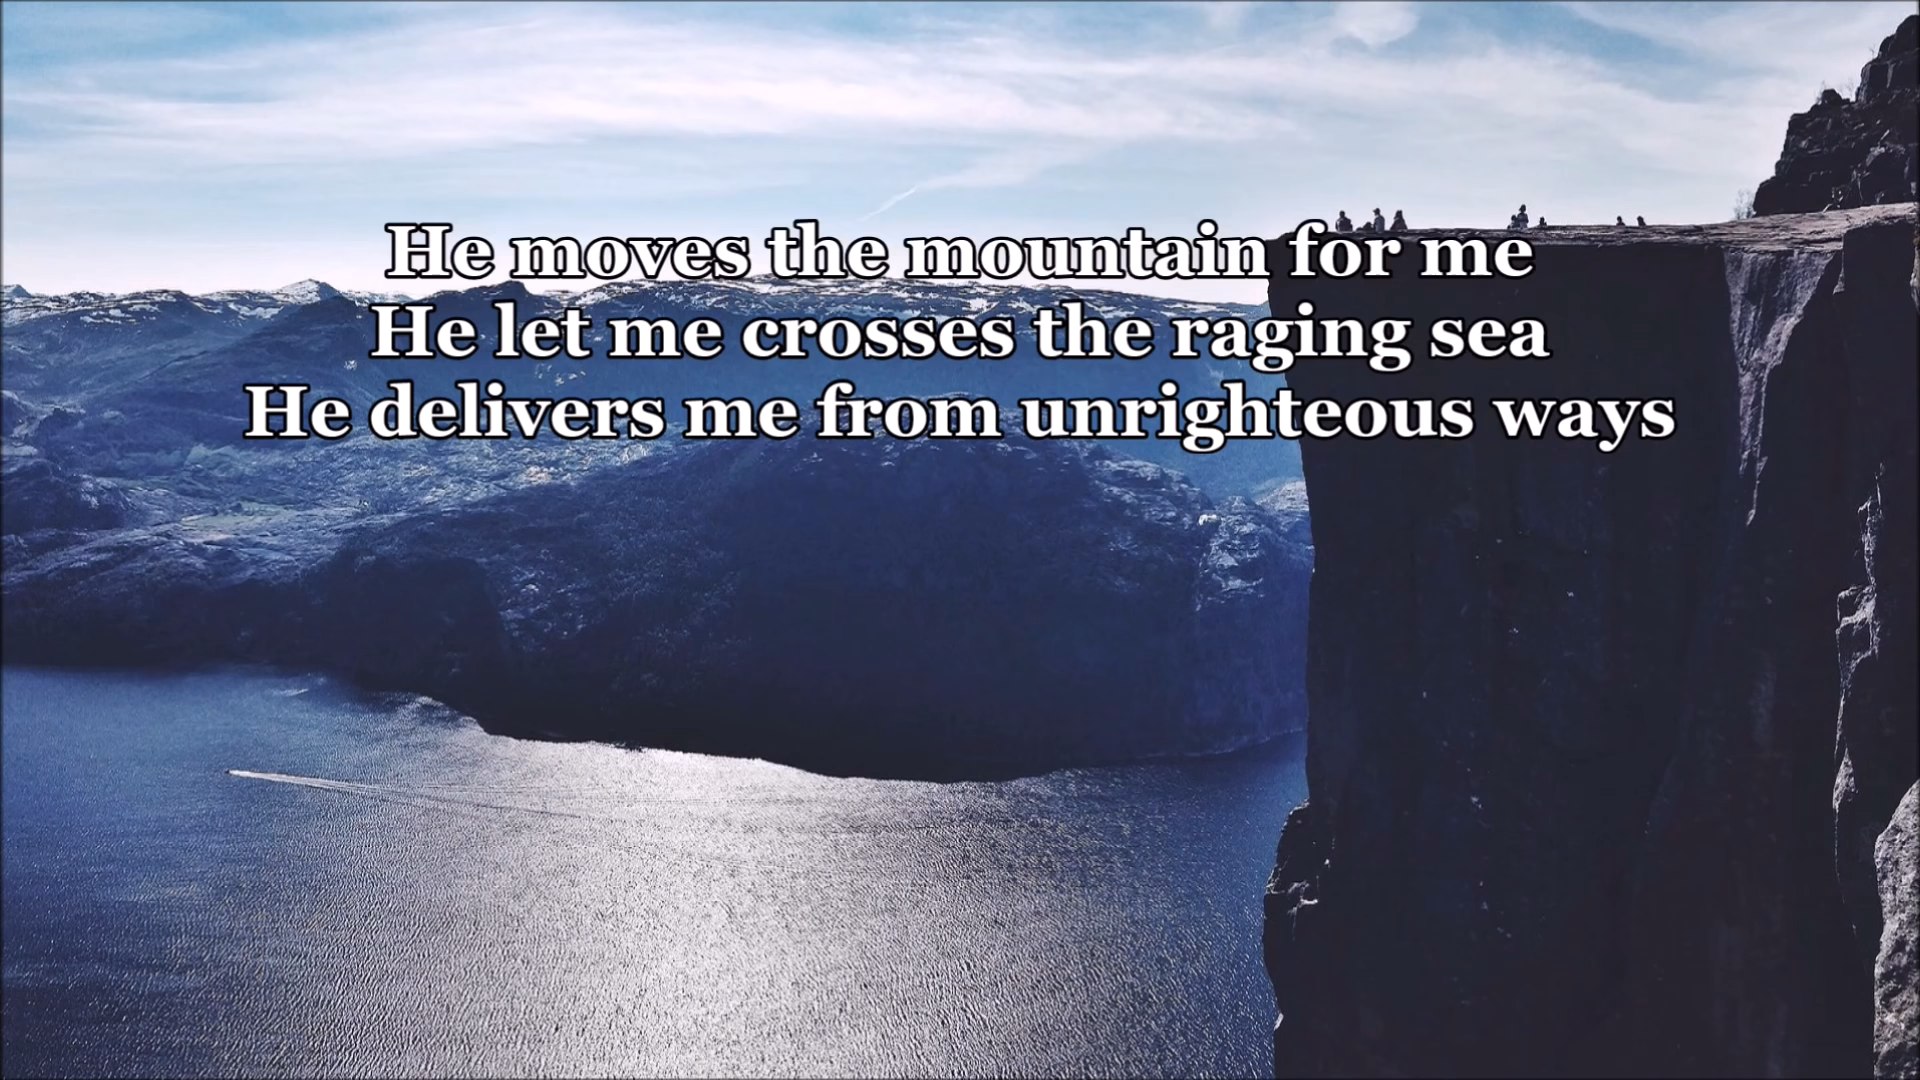 He moves the mountain for me
He let me crosses the raging sea
He delivers me from unrighteous ways